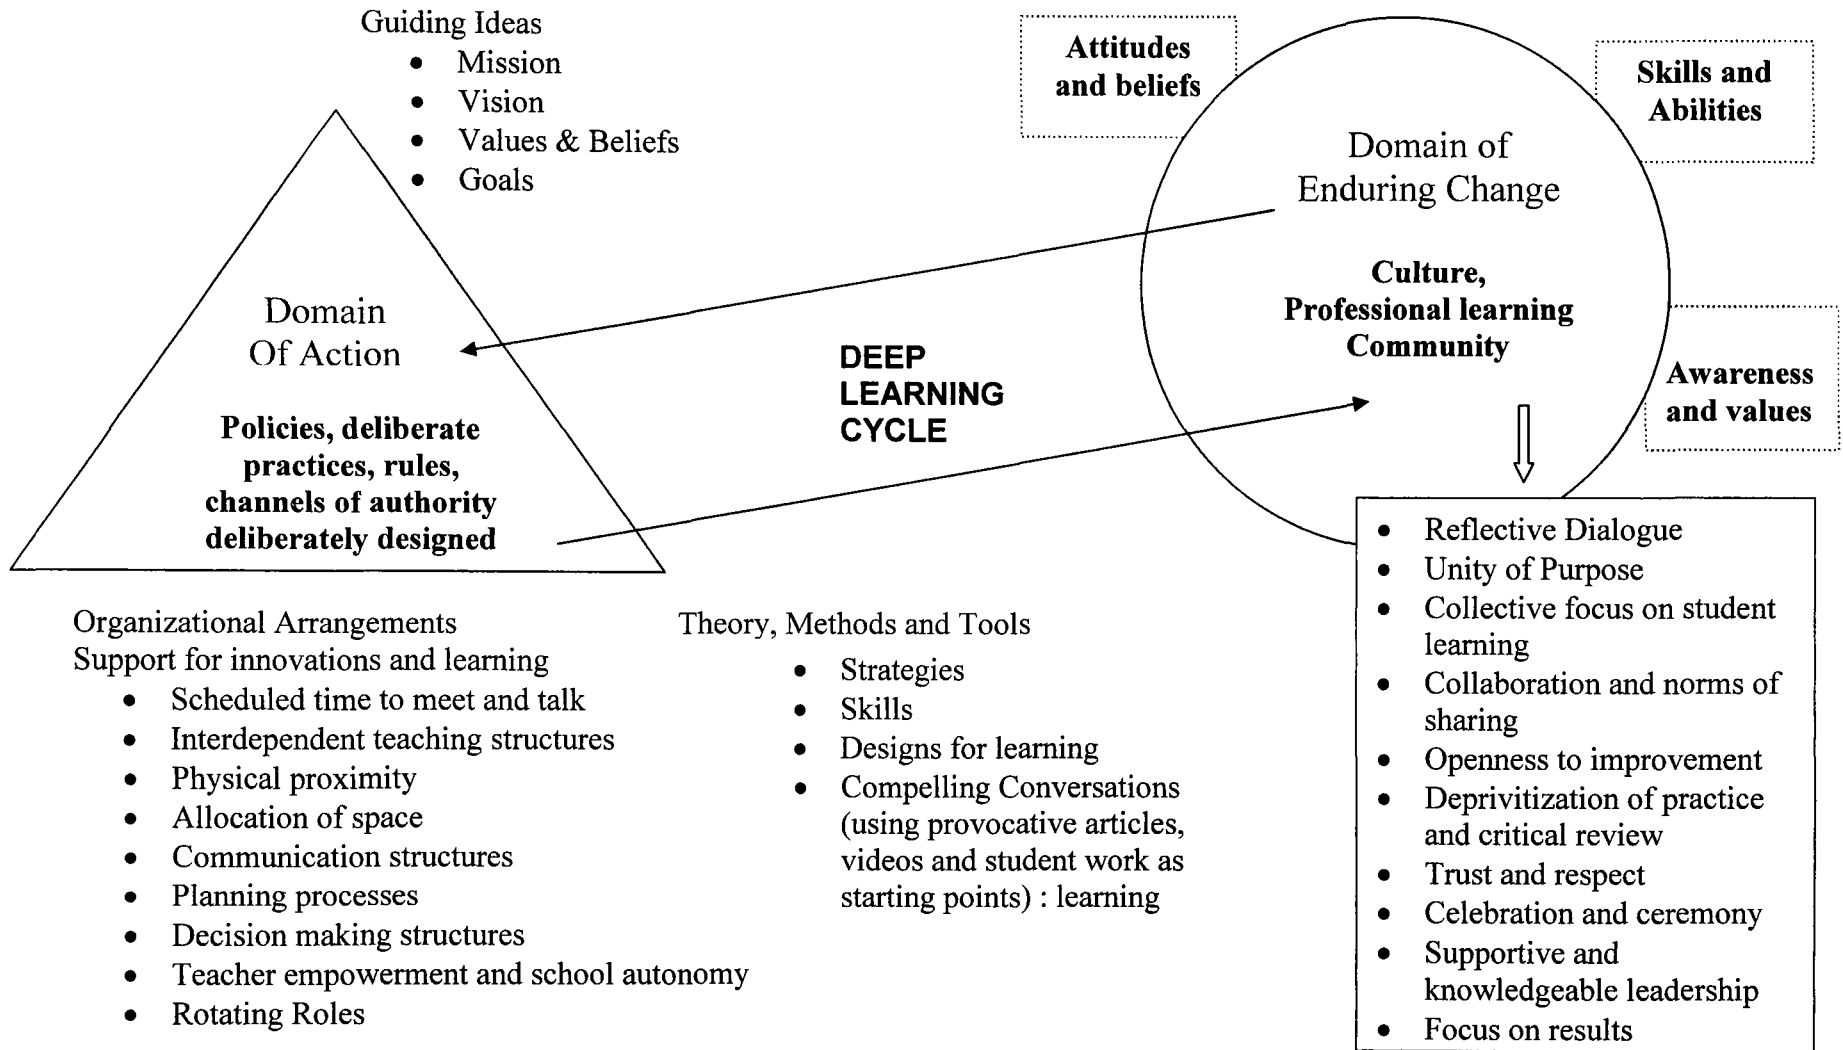 Guiding Ideas
• Mission
• Vision
• Values & Beliefs
• Goals
Domain
Of Action
Policies, deliberate
practices, rules,
channels of authority
deliberately designed
DEEP
LEARNING
CYCLE
Attitudes
and beliefs
Skills and
Abilities
Domain of
Enduring Change
Culture,
Professional learning
Community
Awareness
and values
Organizational Arrangements
Support for innovations and learning
• Scheduled time to meet and talk
• Interdependent teaching structures
• Physical proximity
• Allocation of space
• Communication structures
• Planning processes
• Decision making structures
• Teacher empowerment and school autonomy
• Rotating Roles
Theory, Methods and Tools
• Strategies
• Skills
• Designs for learning
• Compelling Conversations
(using provocative articles,
videos and student work as
starting points) : learning
• Reflective Dialogue
• Unity of Purpose
• Collective focus on student
learning
• Collaboration and norms of
sharing
• Openness to improvement
• Deprivitization of practice
and critical review
• Trust and respect
• Celebration and ceremony
• Supportive and
knowledgeable leadership
• Focus on results